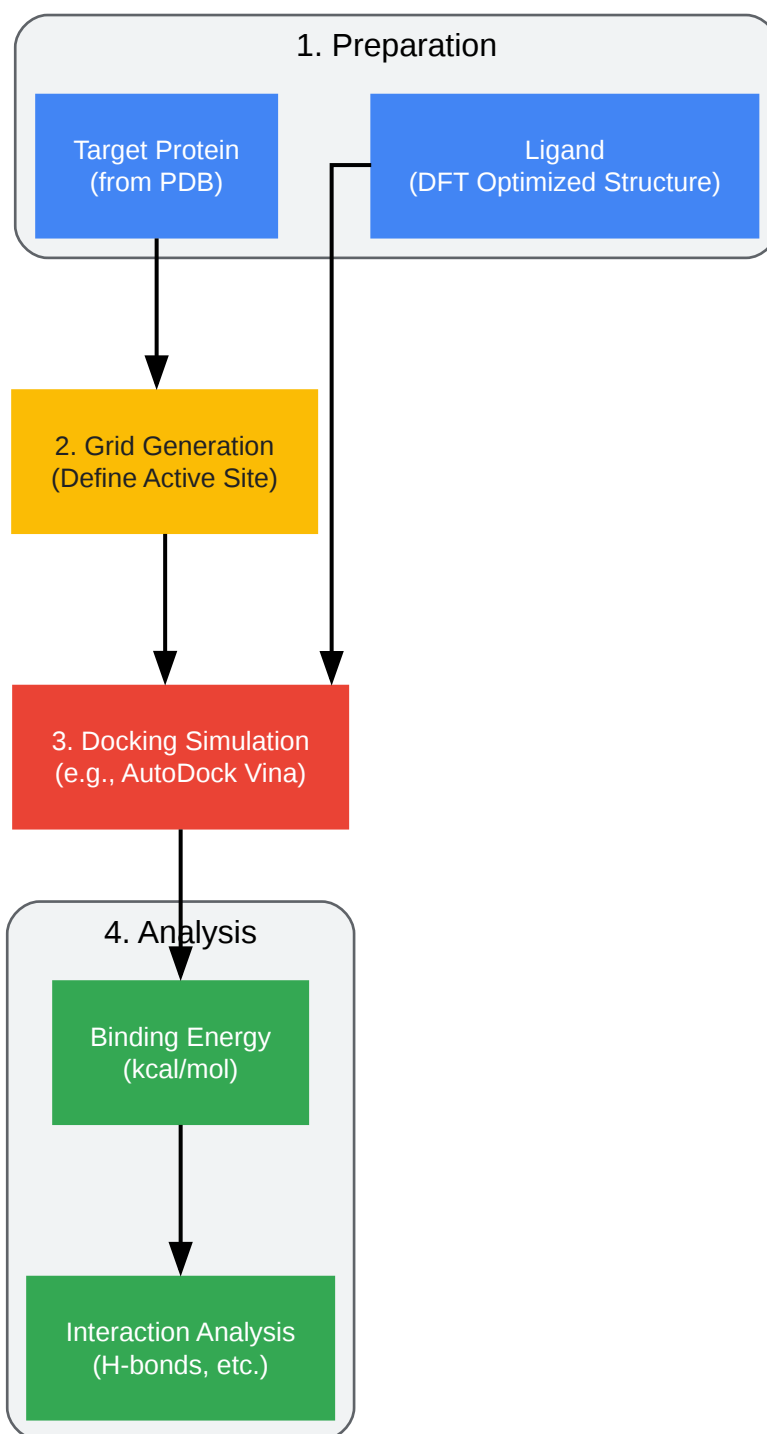 1. Preparation
Target Protein
(from PDB)
Ligand
(DFT Optimized Structure)
2. Grid Generation
(Define Active Site)
3. Docking Simulation
(e.g., AutoDock Vina)
4. Analysis
Binding Energy
(kcal/mol)
Interaction Analysis
(H-bonds, etc.)